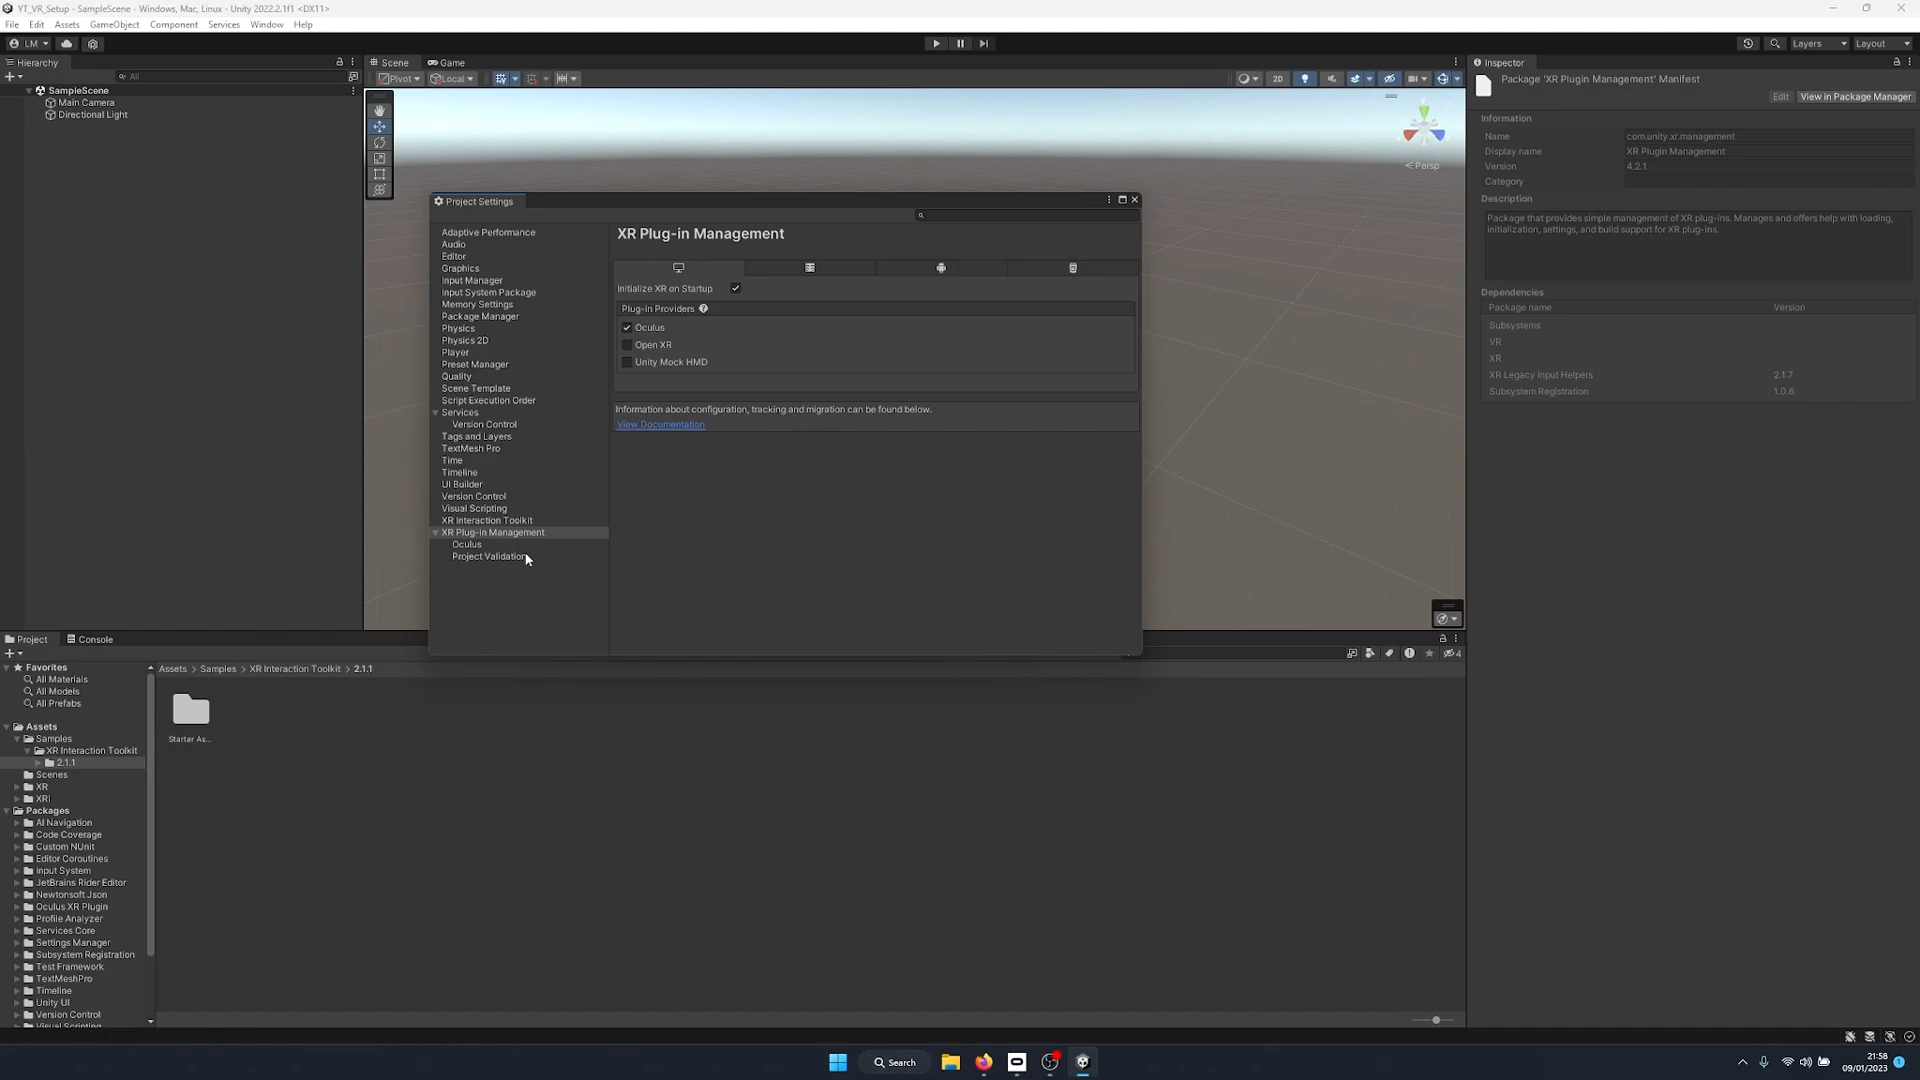 YT_VR_Setup - SampleScene - Windows, Mac, Linux - Unity 2022.2.1f1 <DX11>
File Edit Assets GameObject Component Services Window Help
LM Layers Layout
Hierarchy
All
SampleScene
Main Camera
Directional Light
Scene Game
Pivot Local 2D
< Persp
Inspector
Package 'XR Plugin Management' Manifest
Edit View in Package Manager
Information
Name com.unity.xr.management
Display name XR Plugin Management
Version 4.2.1
Category
Description
Package that provides simple management of XR plug-ins. Manages and offers help with loading,
initialization, settings, and build support for XR plug-ins.
Dependencies
Package name Version
Subsystems
VR
XR
XR Legacy Input Helpers 2.1.7
Subsystem Registration 1.0.6
Project Settings
Adaptive Performance
Audio
Editor
Graphics
Input Manager
Input System Package
Memory Settings
Package Manager
Physics
Physics 2D
Player
Preset Manager
Quality
Scene Template
Script Execution Order
Services
Version Control
Tags and Layers
TextMesh Pro
Time
Timeline
UI Builder
Version Control
Visual Scripting
XR Interaction Toolkit
XR Plug-in Management
Oculus
Project Validation
XR Plug-in Management
Initialize XR on Startup
Plug-in Providers
Oculus
Open XR
Unity Mock HMD
Information about configuration, tracking and migration can be found below.
View Documentation
Project Console
4
Favorites
All Materials
All Models
All Prefabs
Assets
Samples
XR Interaction Toolkit
2.1.1
Scenes
XR
XRI
Packages
AI Navigation
Code Coverage
Custom NUnit
Editor Coroutines
Input System
JetBrains Rider Editor
Newtonsoft Json
Oculus XR Plugin
Profile Analyzer
Services Core
Settings Manager
Subsystem Registration
Test Framework
TextMeshPro
Timeline
Unity UI
Version Control
Visual Scripting
Assets > Samples > XR Interaction Toolkit > 2.1.1
Starter As...
Search
21:58
09/01/2023
1